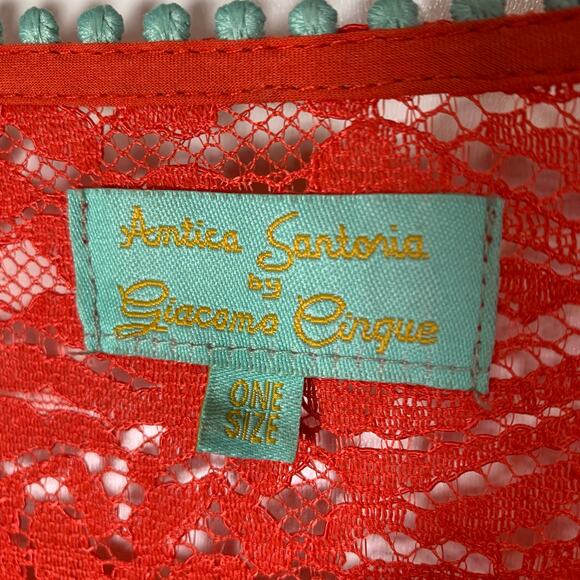 Antica Sartoria
by
Giacomo Cinque
ONE
SIZE